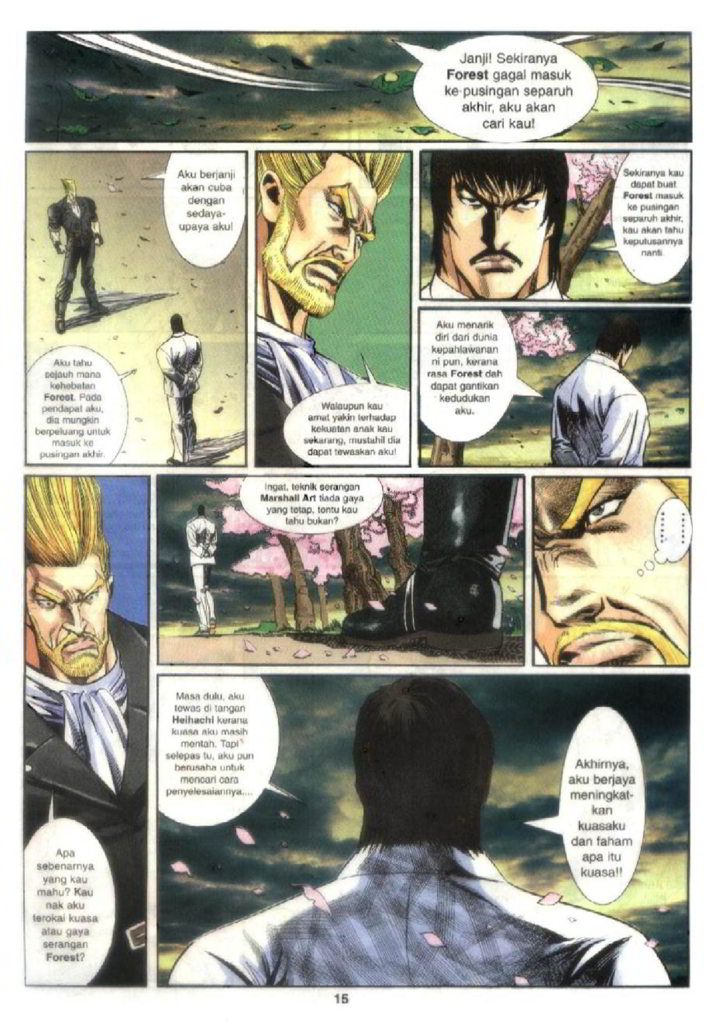 Janji! Sekiranya
Forest gagal masuk
ke pusingan separuh
akhir, aku akan
cari kau!
Aku berjanji
akan cuba
dengan
sedaya-
upaya aku!
Aku tahu
sejauh mana
kehebatan
Forest. Pada
pendapat aku,
dia mungkin
berpeluang untuk
masuk ke
pusingan akhir.
Walaupun kau
amat yakin terhadap
kekuatan anak kau
sekarang, mustahil dia
dapat tewaskan aku!
Sekiranya kau
dapat buat
Forest masuk
ke pusingan
separuh akhir,
kau akan tahu
keputusannya
nanti.
Aku menarik
diri dari dunia
kepahlawanan
ni pun, kerana
rasa Forest dah
dapat gantikan
kedudukan
aku.
Apa
sebenarnya
yang kau
mahu? Kau
nak aku
terokai kuasa
atau gaya
serangan
Forest?
Ingat, teknik serangan
Marshall Art tiada gaya
yang tetap, tentu kau
tahu bukan?
......
Masa dulu, aku
tewas di tangan
Heihachi kerana
kuasa aku masih
mentah. Tapi
selepas tu, aku pun
berusaha untuk
mencari cara
penyelesaiannya....
Akhirnya,
aku berjaya
meningkat-
kan
kuasaku
dan faham
apa itu
kuasa!!
15